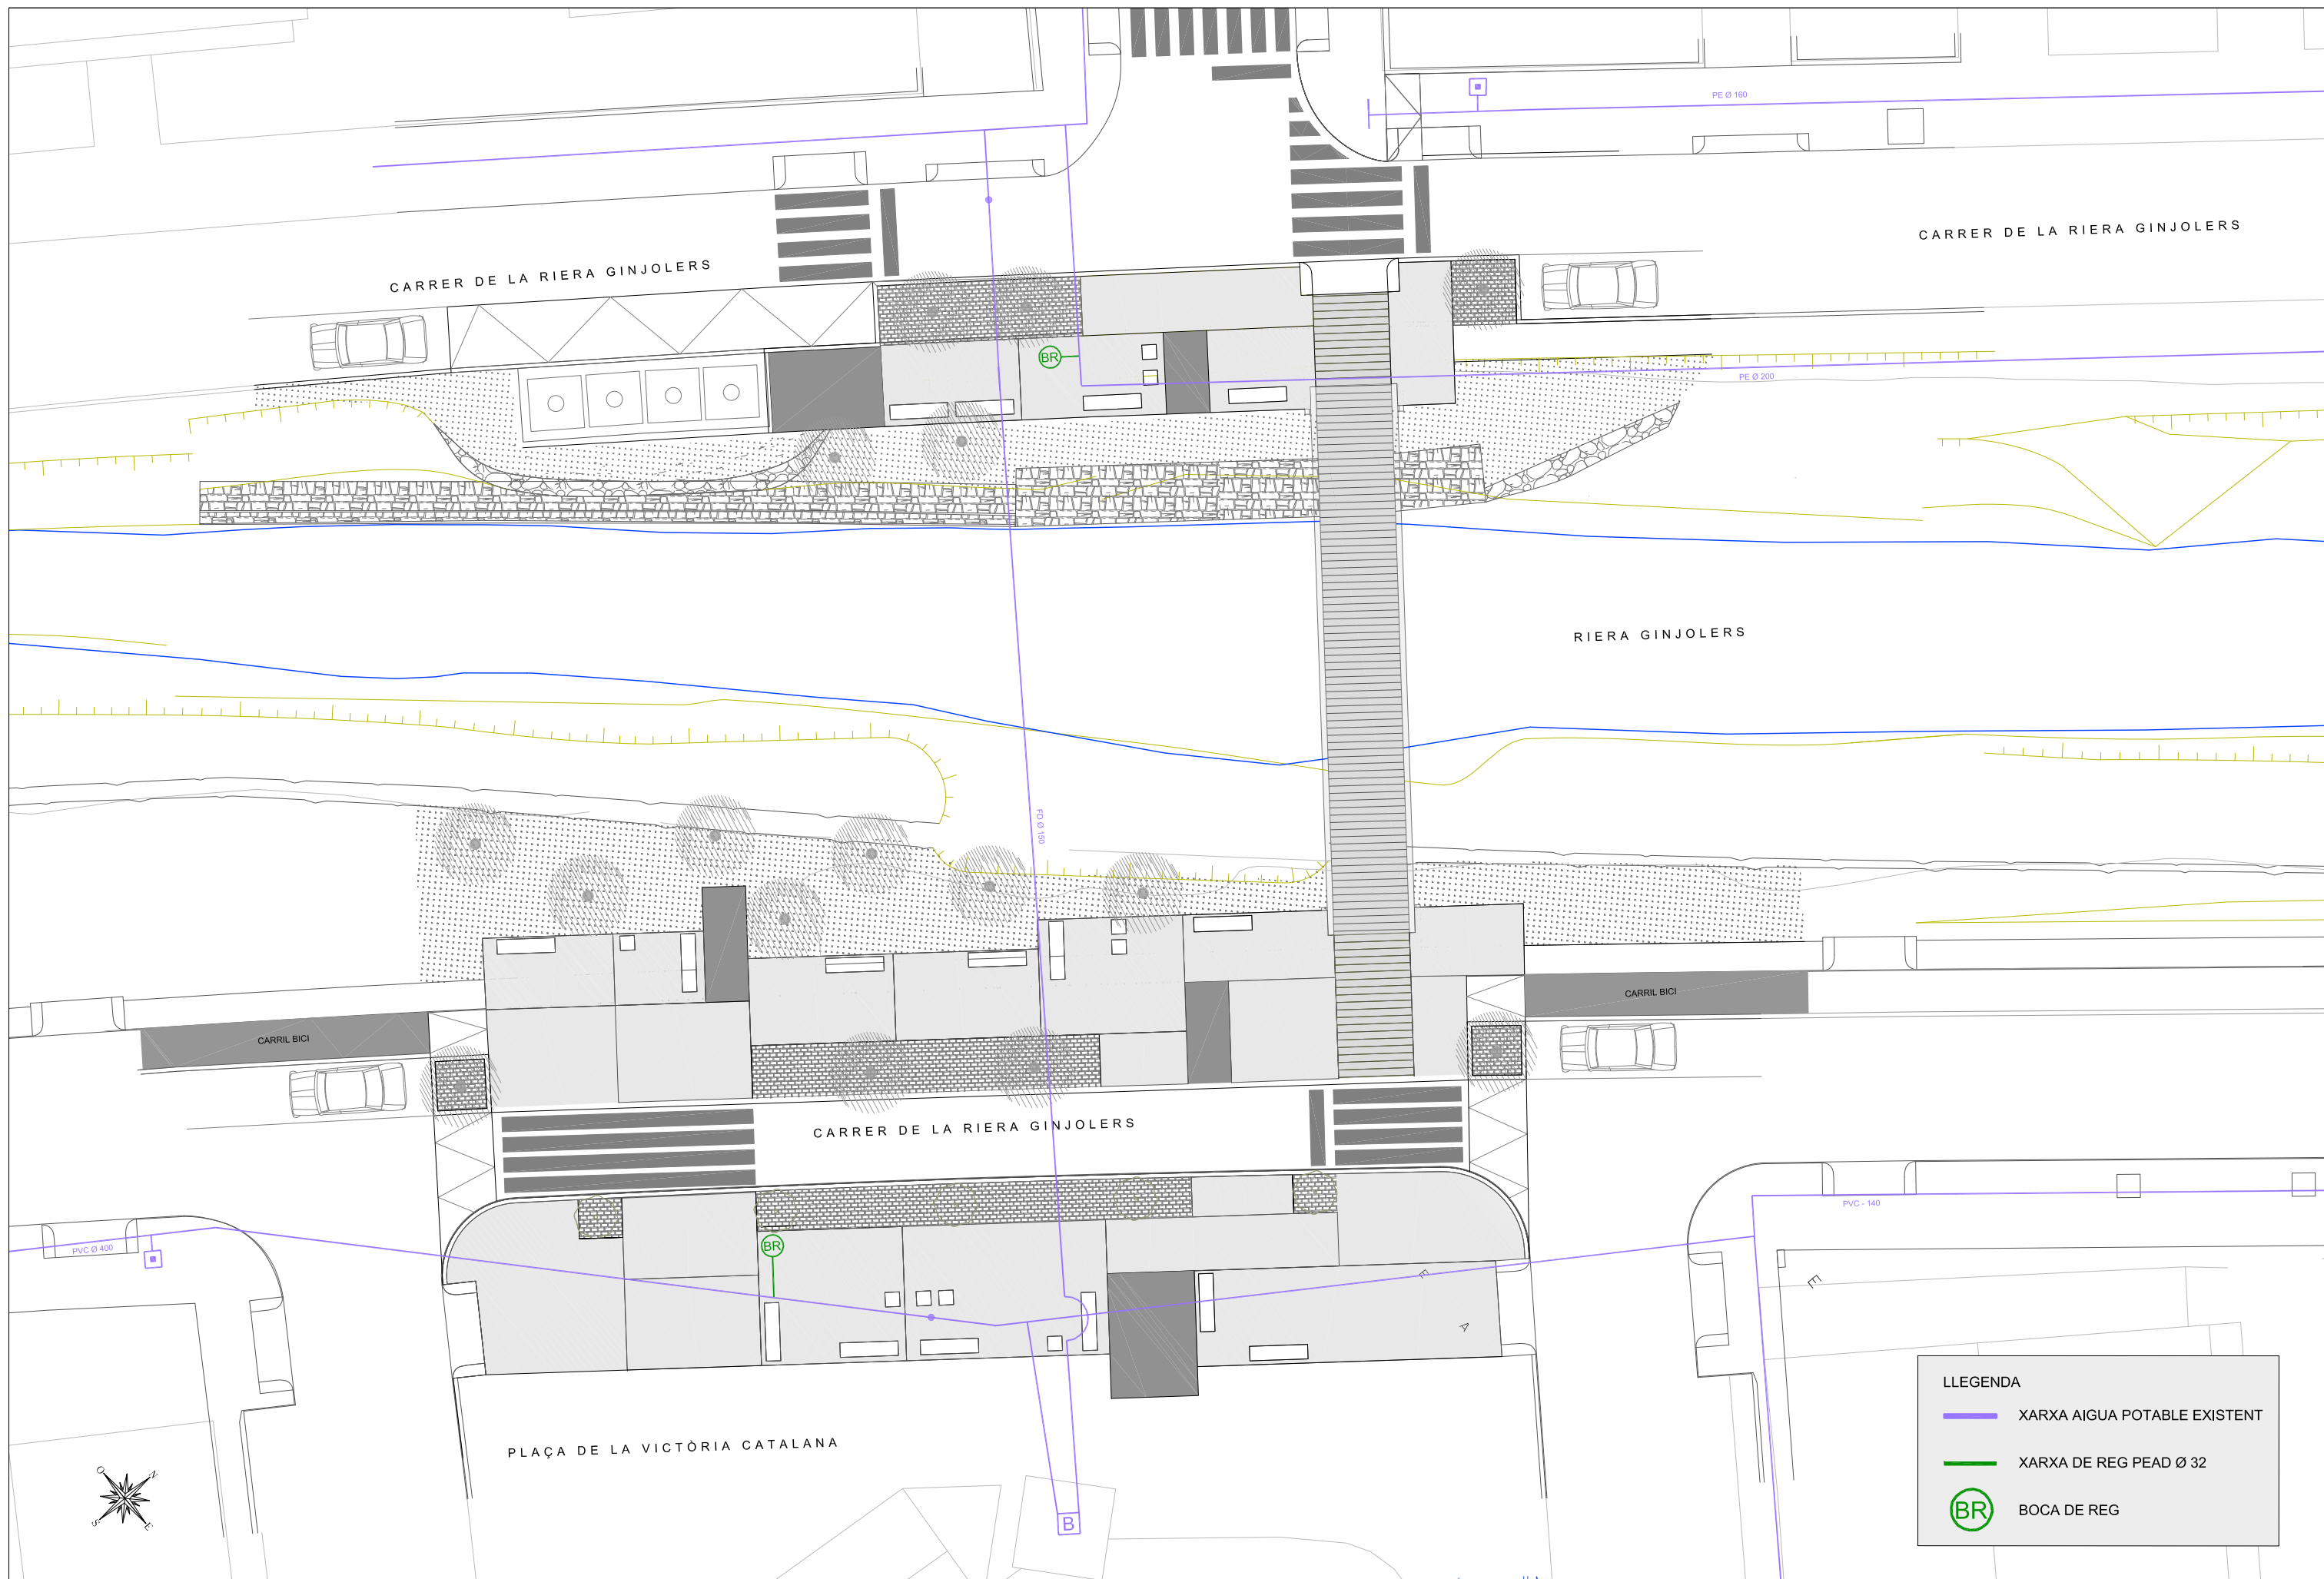 PE Ø 160
CARRER DE LA RIERA GINJOLERS
CARRER DE LA RIERA GINJOLERS
BR
PE Ø 200
RIERA GINJOLERS
FD Ø 150
CARRIL BICI
CARRIL BICI
CARRER DE LA RIERA GINJOLERS
PVC - 140
BR
PVC Ø 400
E
E
A
LLEGENDA
XARXA AIGUA POTABLE EXISTENT
PLAÇA DE LA VICTÒRIA CATALANA
XARXA DE REG PEAD Ø 32
O
N
S
E
BR
BOCA DE REG
B